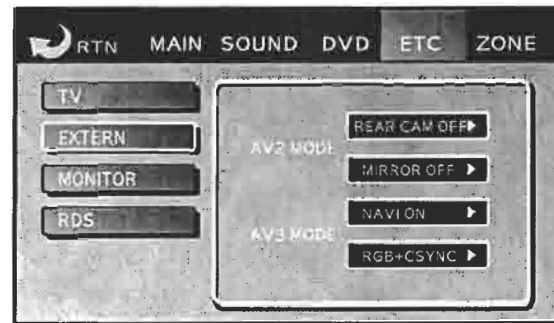 RTN MAIN SOUND DVD ETC ZONE
TV
EXTERN
MONITOR
RDS
AV2 MODE
REAR CAM OFF
MIRROR OFF
AV3 MODE
NAVI ON
RGB+CSYNC